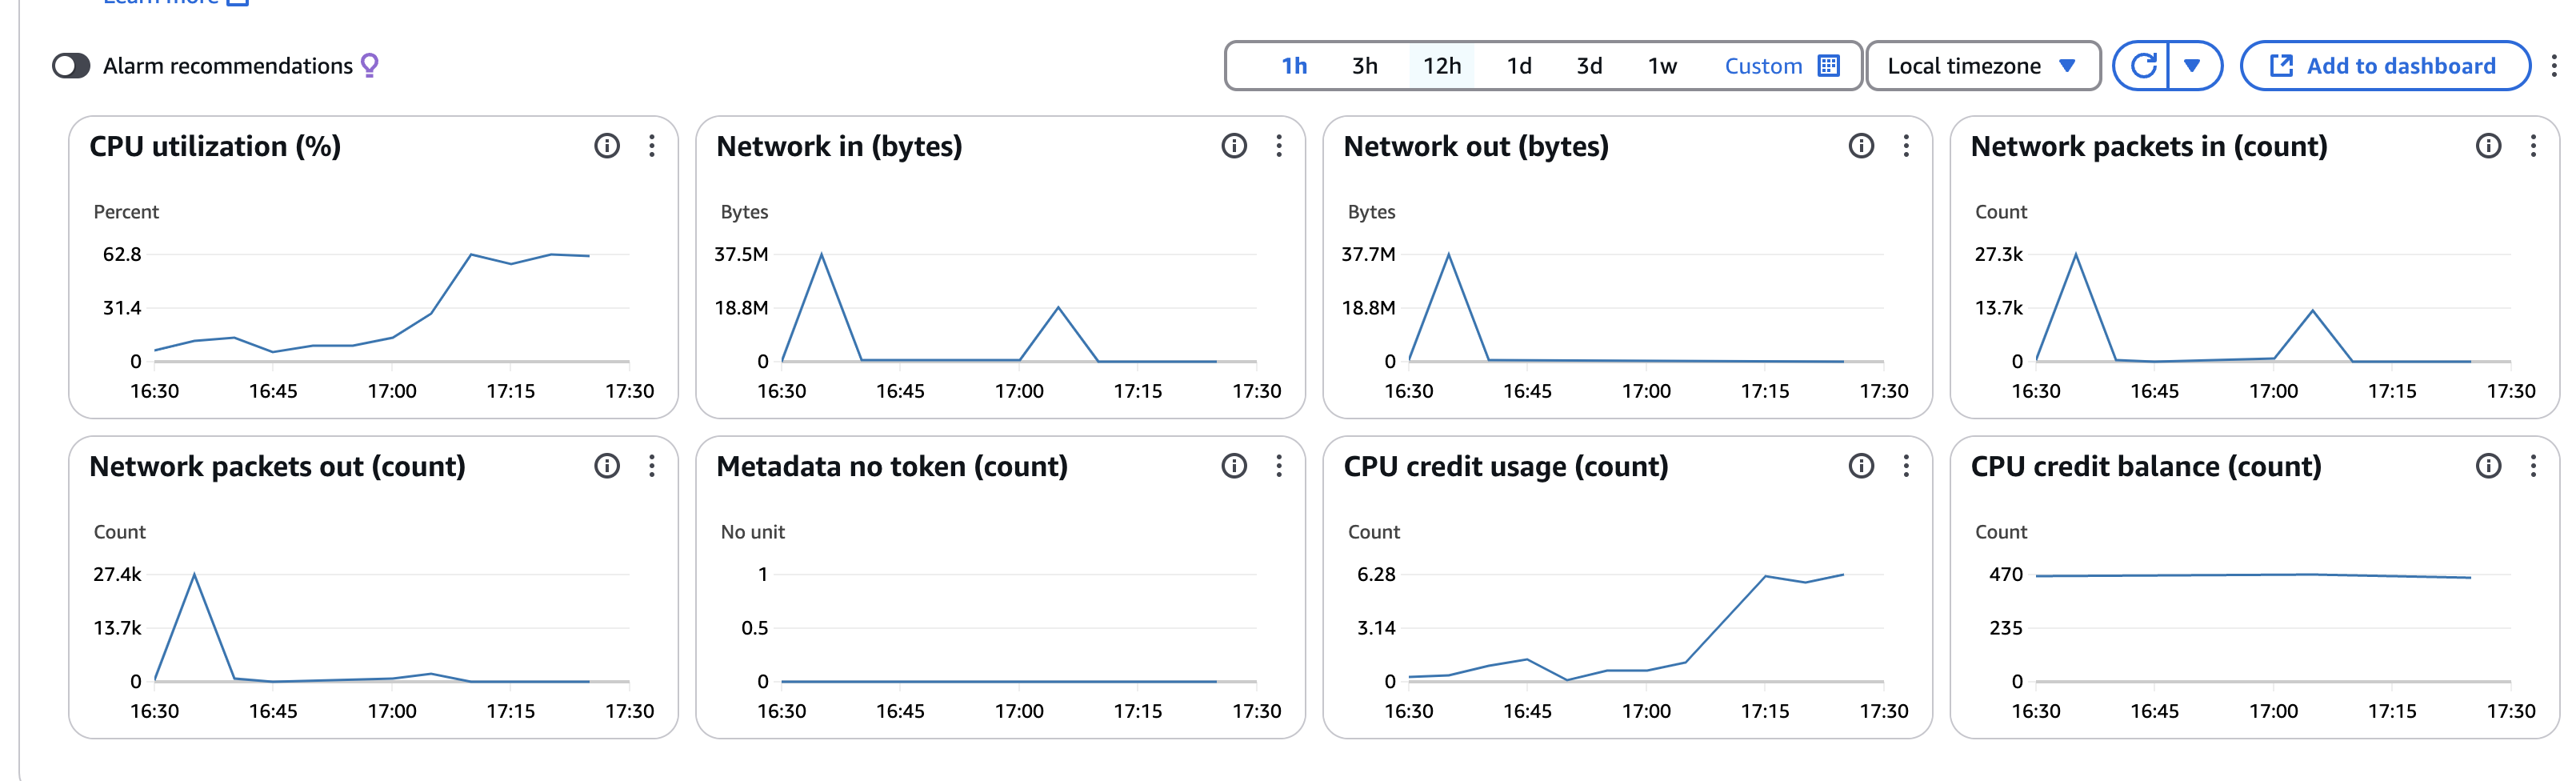 Learn more
Alarm recommendations
1h 3h 12h 1d 3d 1w Custom Local timezone Add to dashboard
CPU utilization (%)
Percent
62.8
31.4
0
16:30 16:45 17:00 17:15 17:30
Network in (bytes)
Bytes
37.5M
18.8M
0
16:30 16:45 17:00 17:15 17:30
Network out (bytes)
Bytes
37.7M
18.8M
0
16:30 16:45 17:00 17:15 17:30
Network packets in (count)
Count
27.3k
13.7k
0
16:30 16:45 17:00 17:15 17:30
Network packets out (count)
Count
27.4k
13.7k
0
16:30 16:45 17:00 17:15 17:30
Metadata no token (count)
No unit
1
0.5
0
16:30 16:45 17:00 17:15 17:30
CPU credit usage (count)
Count
6.28
3.14
0
16:30 16:45 17:00 17:15 17:30
CPU credit balance (count)
Count
470
235
0
16:30 16:45 17:00 17:15 17:30